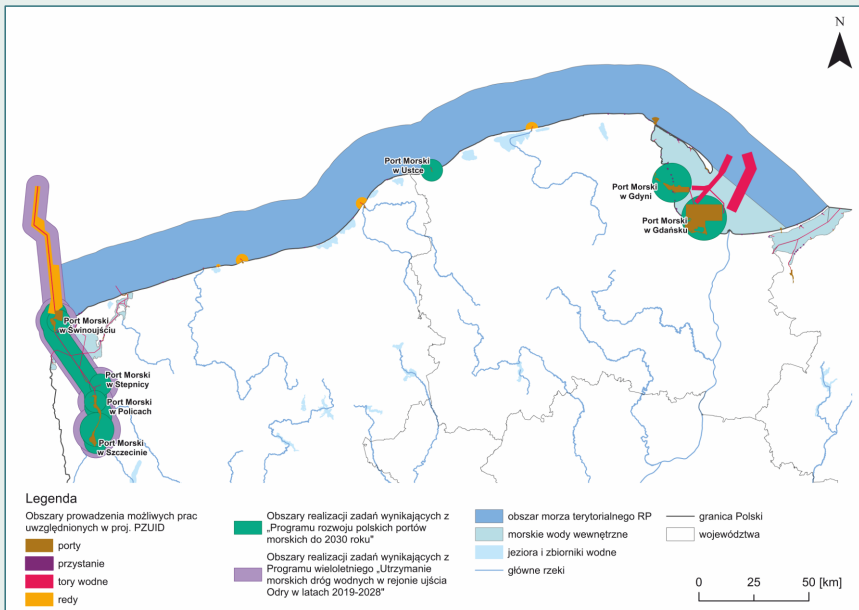 N
Port Morski
w Ustce
Port Morski
w Gdyni
Port Morski
w Gdańsku
Port Morski
w Świnoujściu
Port Morski
w Stepnicy
Port Morski
w Policach
Port Morski
w Szczecinie
Legenda
Obszary prowadzenia możliwych prac
uwzględnionych w proj. PZUID
porty
przystanie
tory wodne
redy
Obszary realizacji zadań wynikających z
„Programu rozwoju polskich portów
morskich do 2030 roku"
Obszary realizacji zadań wynikających z
Programu wieloletniego „Utrzymanie
morskich dróg wodnych w rejonie ujścia
Odry w latach 2019-2028"
obszar morza terytorialnego RP
morskie wody wewnętrzne
jeziora i zbiorniki wodne
główne rzeki
granica Polski
województwa
0 25 50 [km]